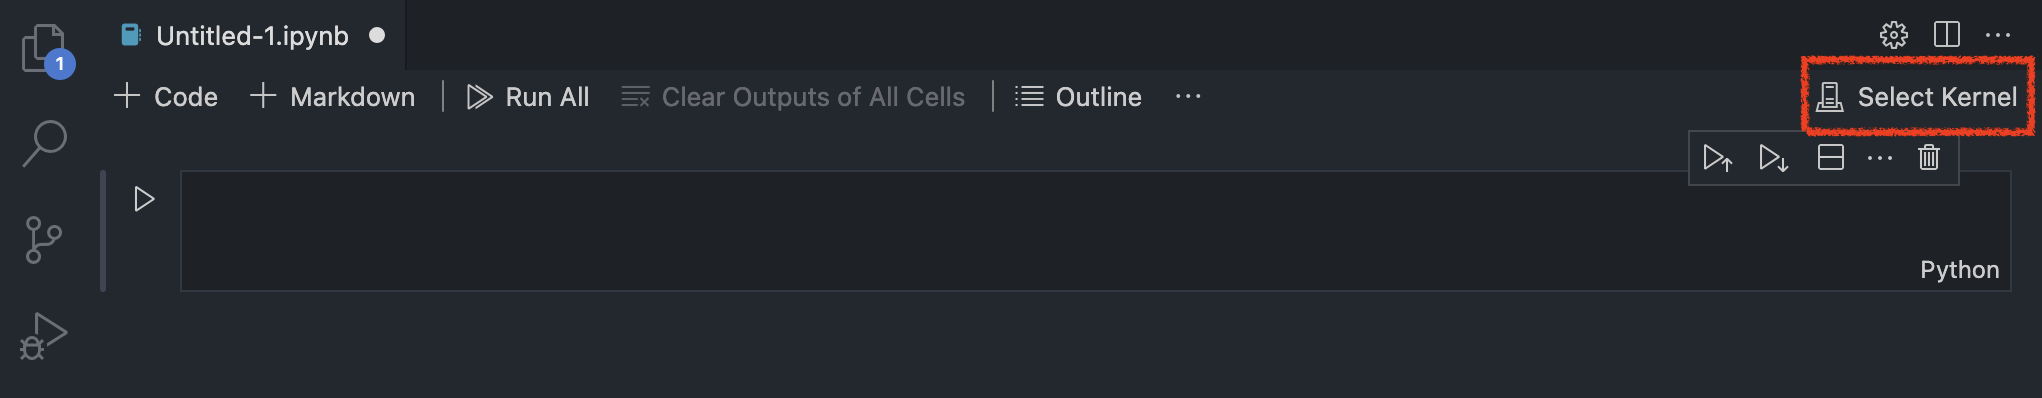 Untitled-1.ipynb
1
Code Markdown Run All Clear Outputs of All Cells Outline ... Select Kernel
Python